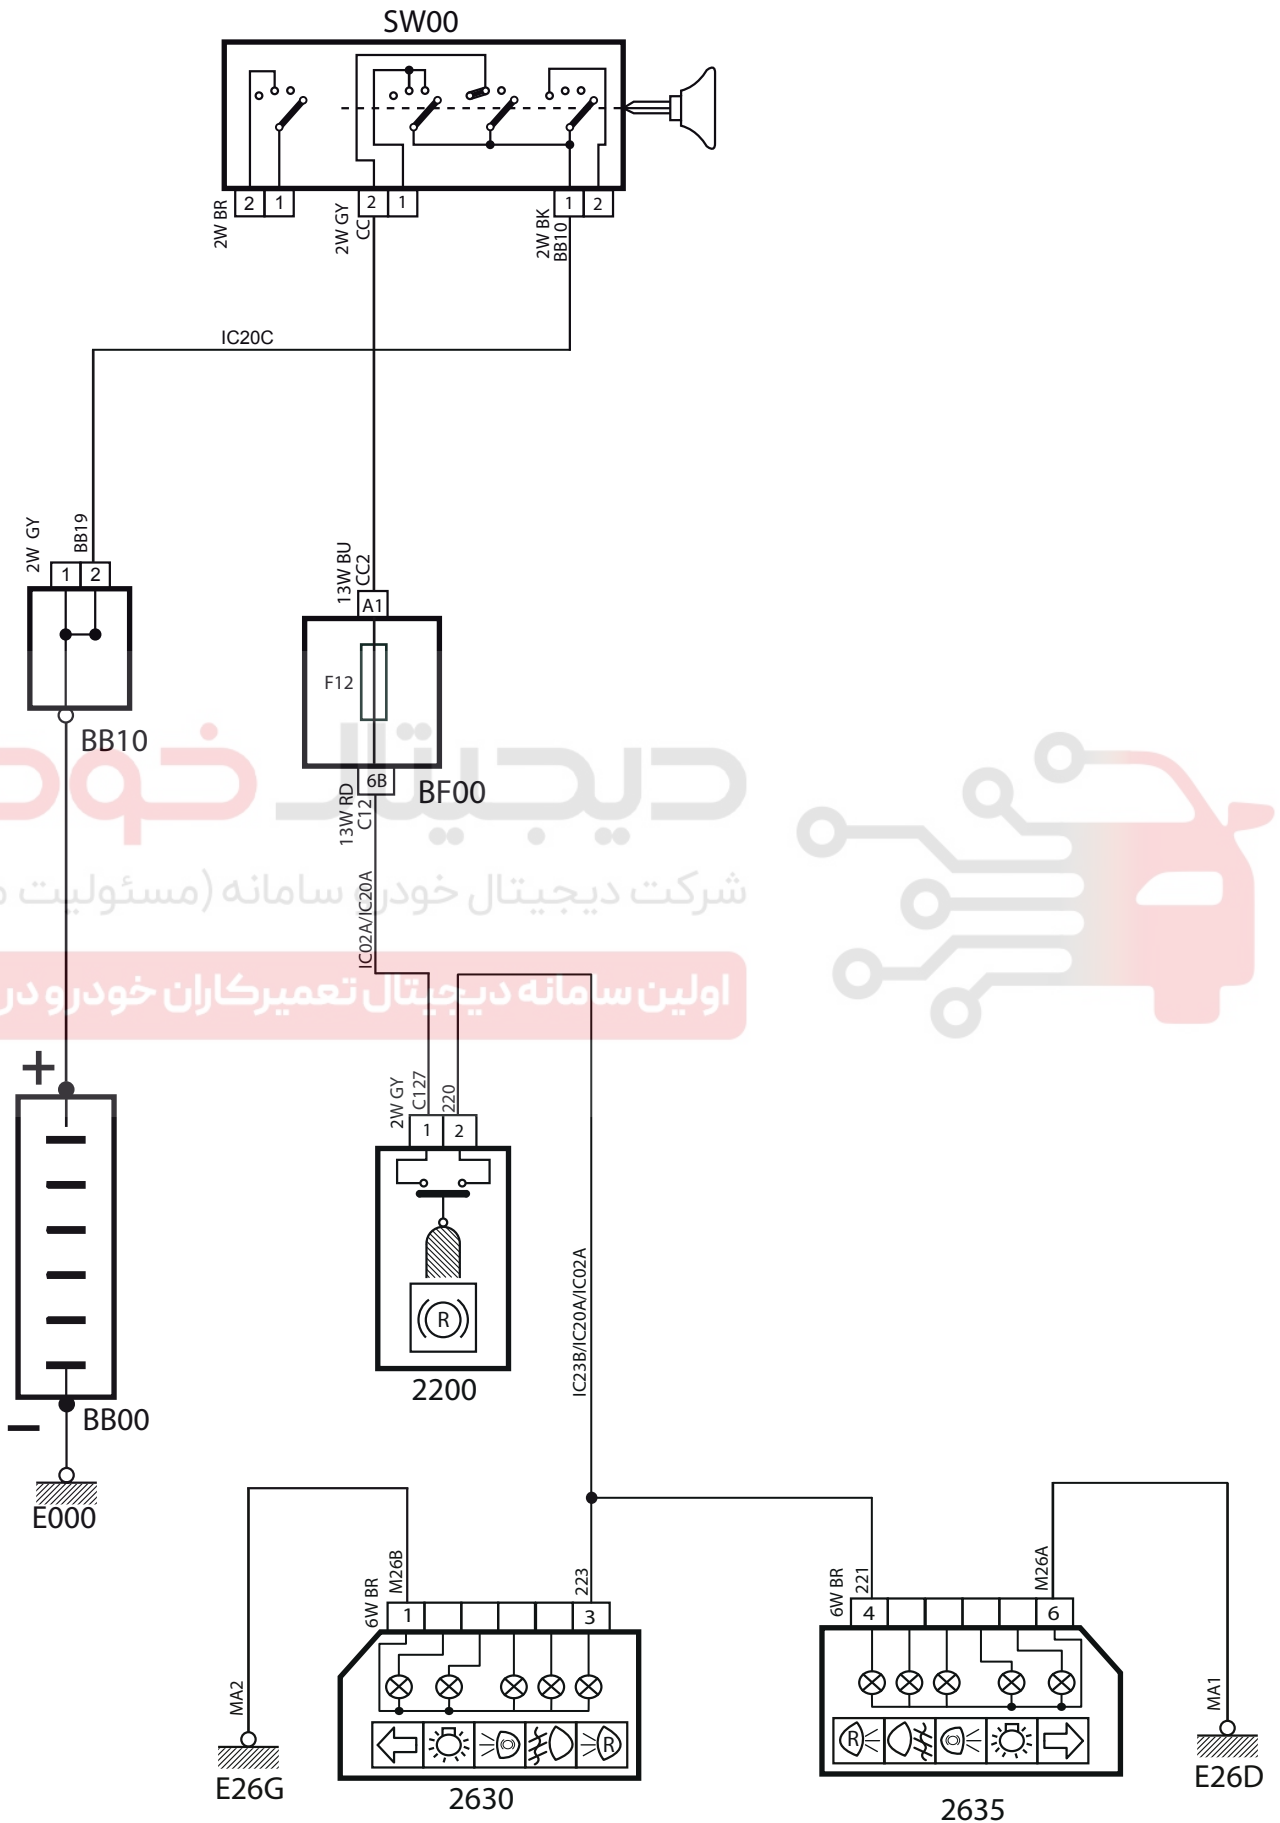 SW00
2 1 2 1 1 2
2W BR
2W GY
CC
2W BK
BB10
IC20C
2W GY
BB19
1 2
BB10
13W BU
CC2
A1
F12
6B
BF00
13W RD
C12
دیجیتال خود
شرکت دیجیتال خودرو سامانه (مسئولیت م
اولین سامانه دیجیتال تعمیرکاران خودرو در
IC02A/IC20A
+
2W GY
C127
220
1 2
R
2200
IC23B/IC20A/IC02A
BB00
−
E000
6W BR
M26B
223
1 3
MA2
E26G
R
2630
6W BR
221
M26A
4 6
R
2635
MA1
E26D